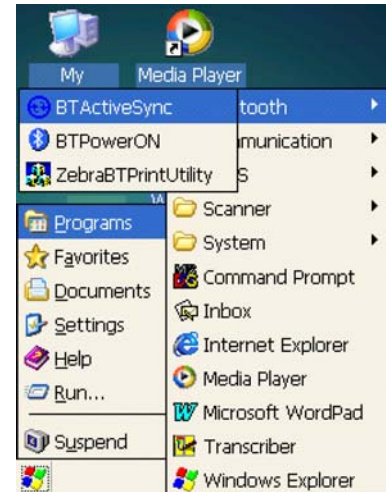 My Media Player
BTActiveSync
tooth
BTPowerON
munication
ZebraBTPrintUtility
S
Scanner
System
Command Prompt
Inbox
Internet Explorer
Media Player
Microsoft WordPad
Transcriber
Windows Explorer
Programs
Favorites
Documents
Settings
Help
Run...
Suspend